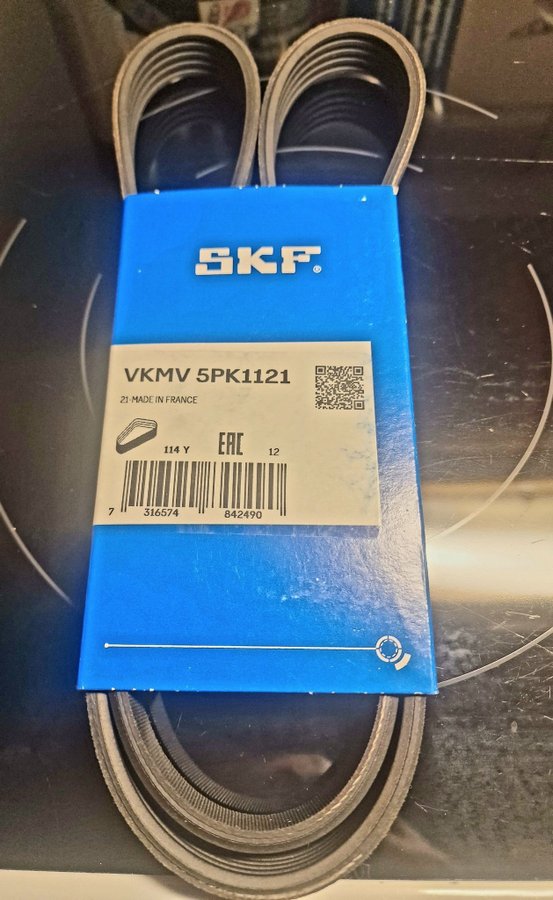 SKF®
VKMV 5PK1121
21-MADE IN FRANCE
114 Y EAC 12
7 316574 842490